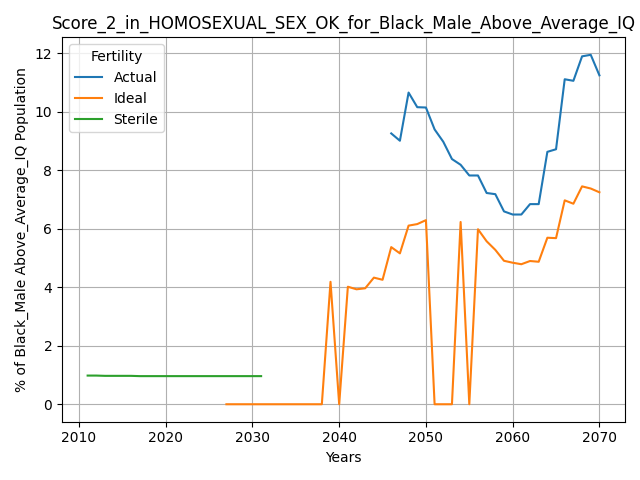 Score_2_in_HOMOSEXUAL_SEX_OK_for_Black_Male_Above_Average_IQ
Fertility
Actual
Ideal
Sterile
% of Black_Male Above_Average_IQ Population
12
10
8
6
4
2
0
2010 2020 2030 2040 2050 2060 2070
Years